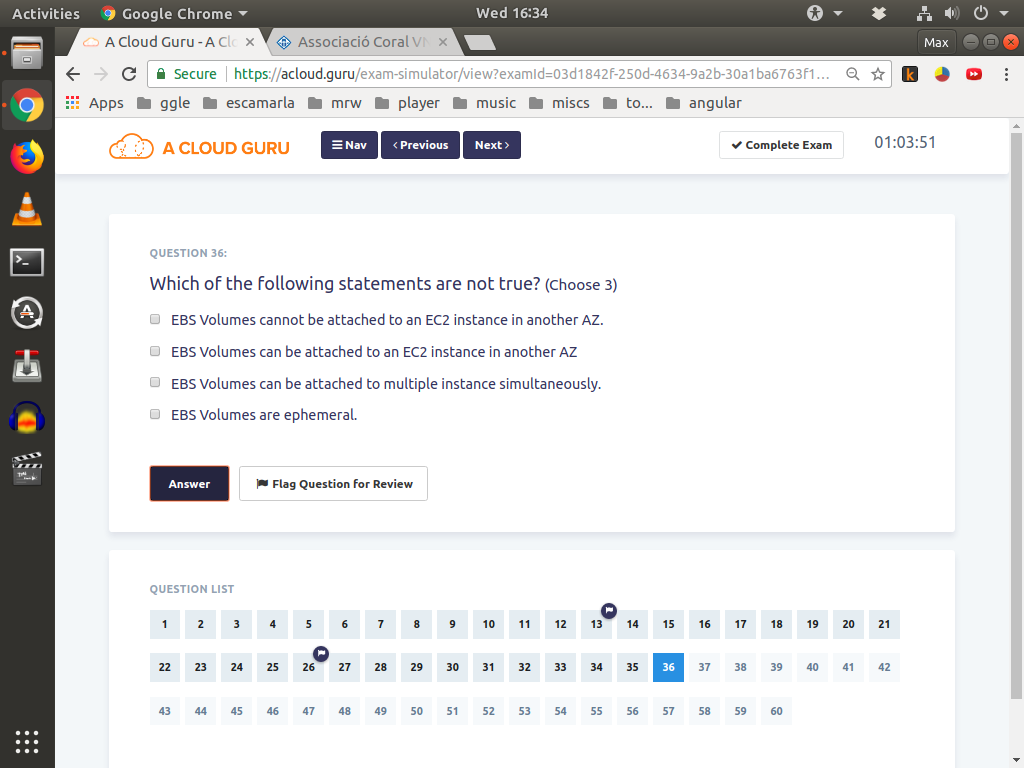 Activities Google Chrome Wed 16:34
A Cloud Guru - A Clo Associació Coral VN Max
Secure https://acloud.guru/exam-simulator/view?examId=03d1842f-250d-4634-9a2b-30a1ba6763f1...
Apps ggle escamarla mrw player music miscs to... angular
A CLOUD GURU Nav Previous Next Complete Exam 01:03:51
QUESTION 36:
Which of the following statements are not true? (Choose 3)
EBS Volumes cannot be attached to an EC2 instance in another AZ.
EBS Volumes can be attached to an EC2 instance in another AZ
EBS Volumes can be attached to multiple instance simultaneously.
EBS Volumes are ephemeral.
Answer Flag Question for Review
QUESTION LIST
1 2 3 4 5 6 7 8 9 10 11 12 13 14 15 16 17 18 19 20 21
22 23 24 25 26 27 28 29 30 31 32 33 34 35 36 37 38 39 40 41 42
43 44 45 46 47 48 49 50 51 52 53 54 55 56 57 58 59 60